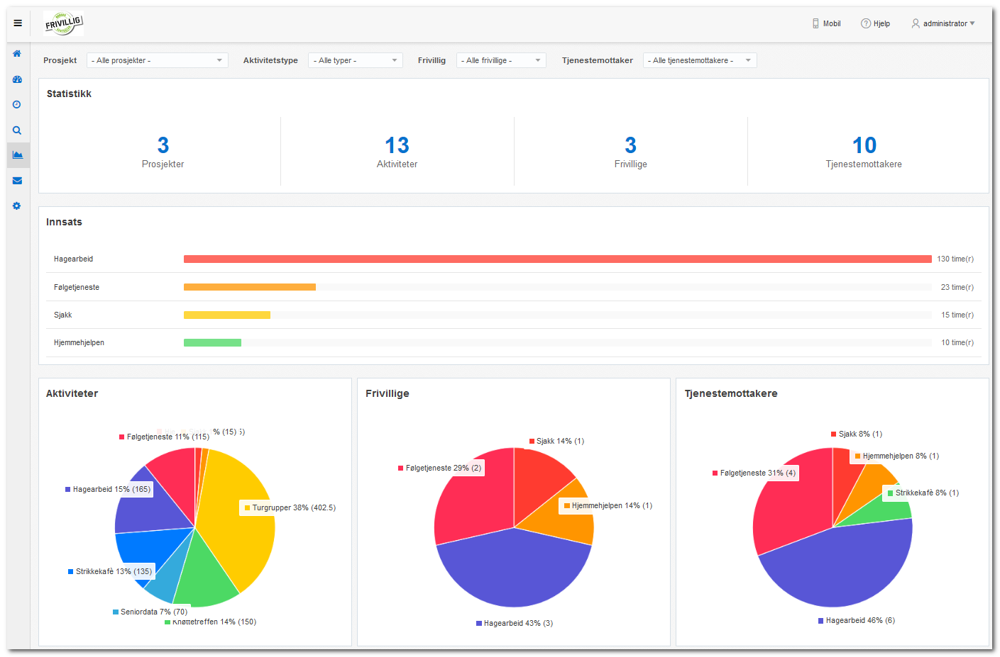 FRIVILLIG
Mobil
Hjelp
administrator
Prosjekt
- Alle prosjekter -
Aktivitetstype
- Alle typer -
Frivillig
- Alle frivillige -
Tjenestemottaker
- Alle tjenestemottakere -
Statistikk
3
Prosjekter
13
Aktiviteter
3
Frivillige
10
Tjenestemottakere
Innsats
Hagearbeid
130 time(r)
Følgetjeneste
23 time(r)
Sjakk
15 time(r)
Hjemmehjelpen
10 time(r)
Aktiviteter
% (15)
Følgetjeneste 11% (115)
Hagearbeid 15% (165)
Turgrupper 38% (402.5)
Strikkekafè 13% (135)
Seniordata 7% (70)
Knøttetreffen 14% (150)
Frivillige
Sjakk 14% (1)
Følgetjeneste 29% (2)
Hjemmehjelpen 14% (1)
Hagearbeid 43% (3)
Tjenestemottakere
Sjakk 8% (1)
Hjemmehjelpen 8% (1)
Følgetjeneste 31% (4)
Strikkekafè 8% (1)
Hagearbeid 46% (6)